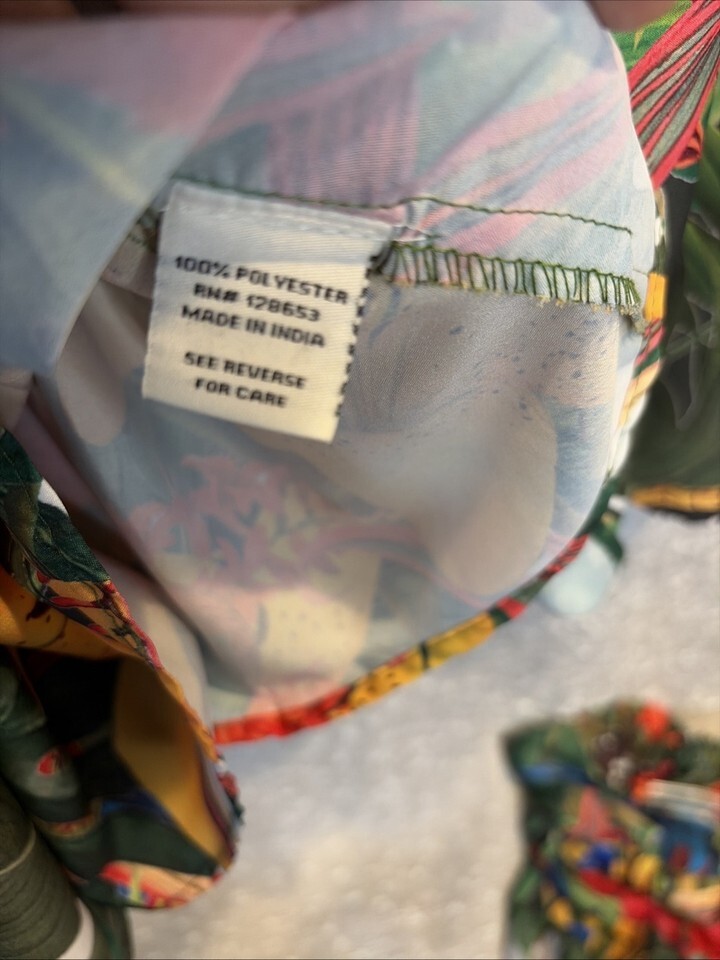 100% POLYESTER
RN# 128653
MADE IN INDIA
SEE REVERSE
FOR CARE